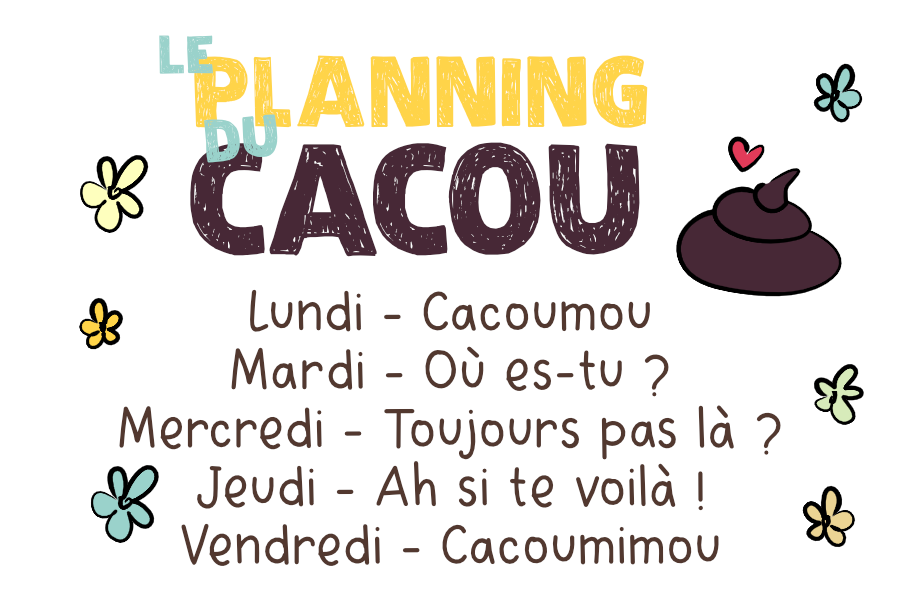 LE
PLANNING
DU
CACOU
Lundi - Cacoumou
Mardi - Où es-tu ?
Mercredi - Toujours pas là ?
Jeudi - Ah si te voilà !
Vendredi - Cacoumimou